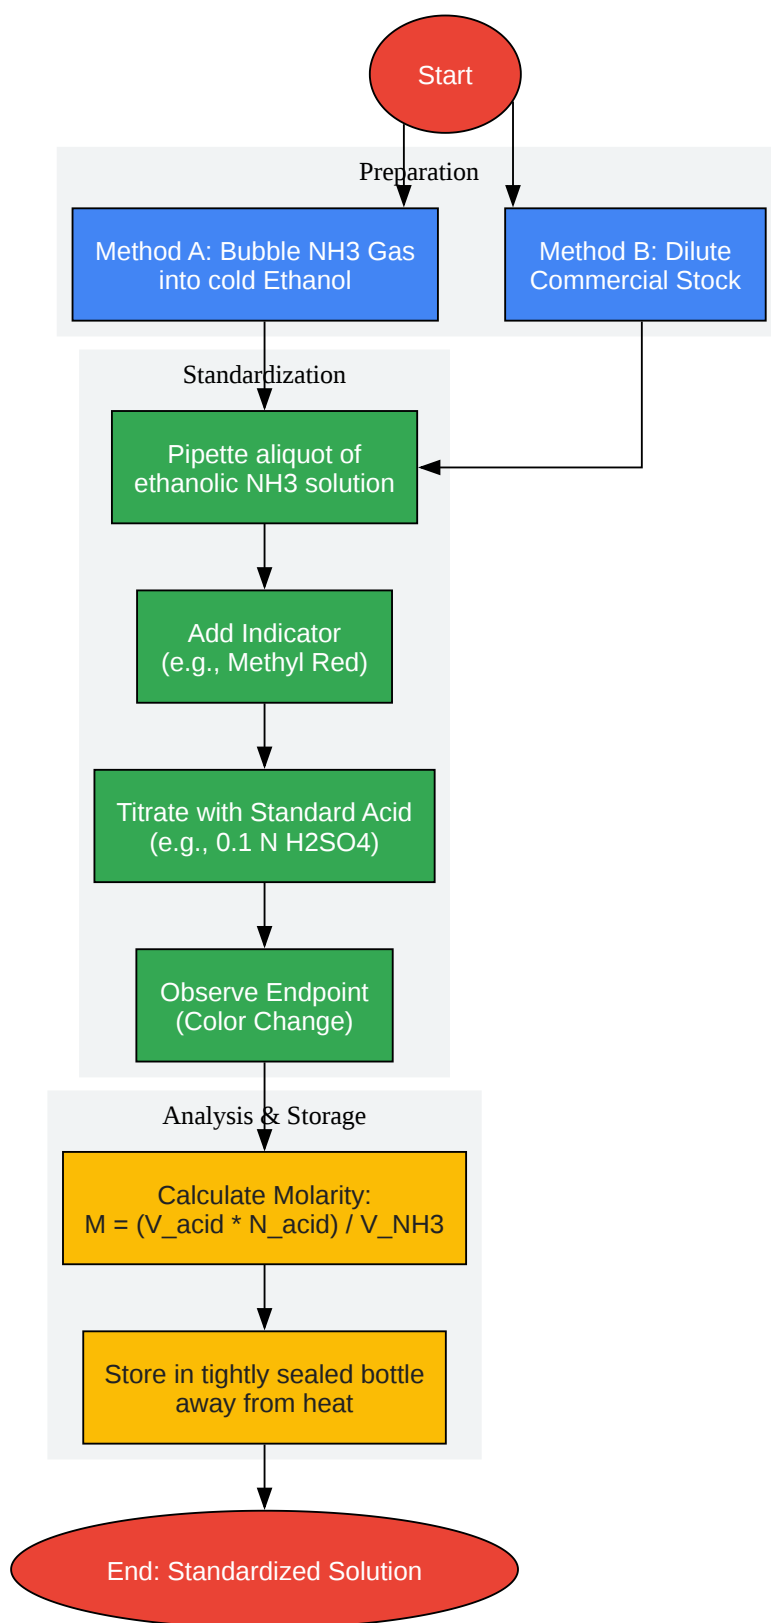 Start
Preparation
Method A: Bubble NH3 Gas
into cold Ethanol
Method B: Dilute
Commercial Stock
Standardization
Pipette aliquot of
ethanolic NH3 solution
Add Indicator
(e.g., Methyl Red)
Titrate with Standard Acid
(e.g., 0.1 N H2SO4)
Observe Endpoint
(Color Change)
Analysis & Storage
Calculate Molarity:
M = (V_acid * N_acid) / V_NH3
Store in tightly sealed bottle
away from heat
End: Standardized Solution